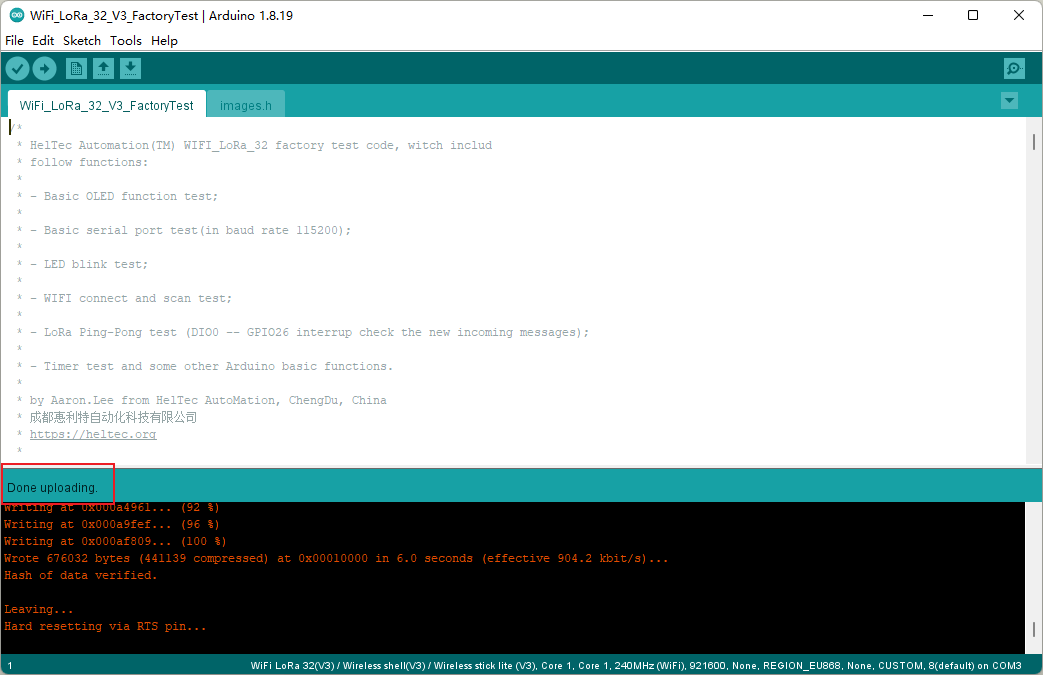 WiFi_LoRa_32_V3_FactoryTest | Arduino 1.8.19
File Edit Sketch Tools Help
WiFi_LoRa_32_V3_FactoryTest images.h
/*
* HelTec Automation(TM) WIFI_LoRa_32 factory test code, witch includ
* follow functions:
*
* - Basic OLED function test;
*
* - Basic serial port test(in baud rate 115200);
*
* - LED blink test;
*
* - WIFI connect and scan test;
*
* - LoRa Ping-Pong test (DIO0 -- GPIO26 interrup check the new incoming messages);
*
* - Timer test and some other Arduino basic functions.
*
* by Aaron.Lee from HelTec AutoMation, ChengDu, China
* 成都惠利特自动化科技有限公司
* https://heltec.org
*
Done uploading.
Writing at 0x000a4961... (92 %)
Writing at 0x000a9fef... (96 %)
Writing at 0x000af809... (100 %)
Wrote 676032 bytes (441139 compressed) at 0x00010000 in 6.0 seconds (effective 904.2 kbit/s)...
Hash of data verified.
Leaving...
Hard resetting via RTS pin...
1 WiFi LoRa 32(V3) / Wireless shell(V3) / Wireless stick lite (V3), Core 1, Core 1, 240MHz (WiFi), 921600, None, REGION_EU868, None, CUSTOM, 8(default) on COM3